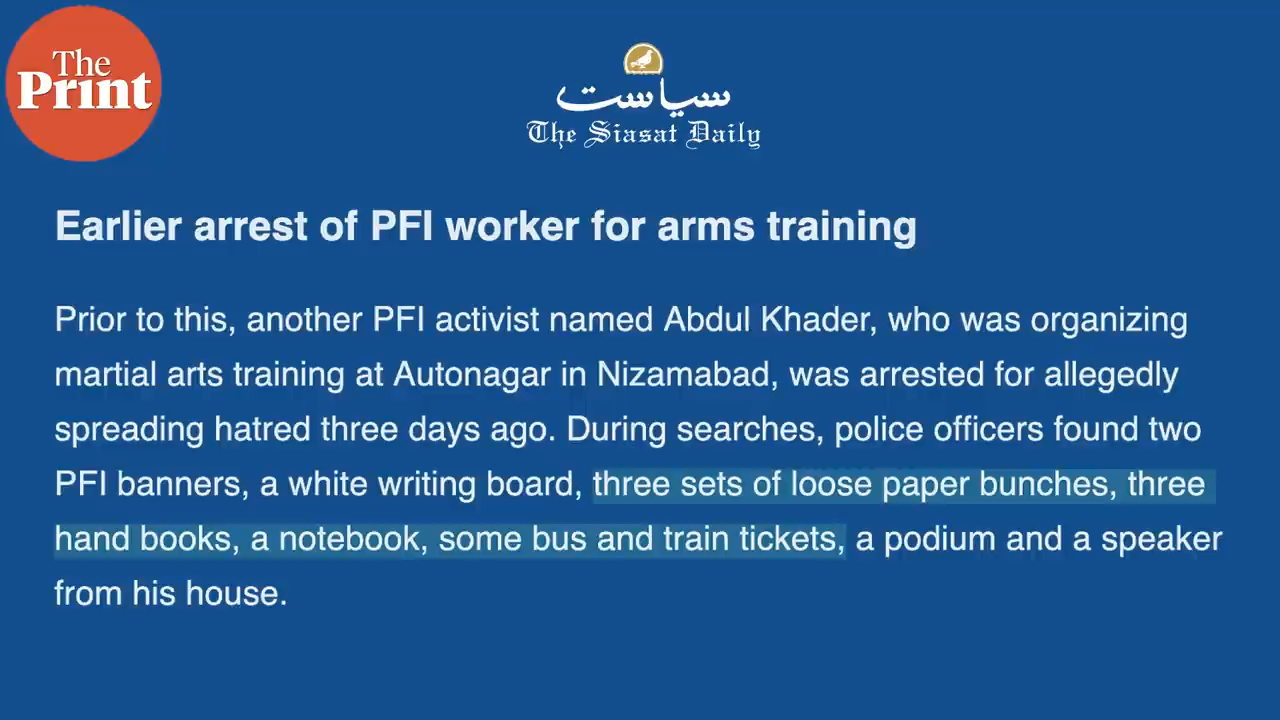 The
Print
سیاست
The Siasat Daily
Earlier arrest of PFI worker for arms training
Prior to this, another PFI activist named Abdul Khader, who was organizing
martial arts training at Autonagar in Nizamabad, was arrested for allegedly
spreading hatred three days ago. During searches, police officers found two
PFI banners, a white writing board, three sets of loose paper bunches, three
hand books, a notebook, some bus and train tickets, a podium and a speaker
from his house.